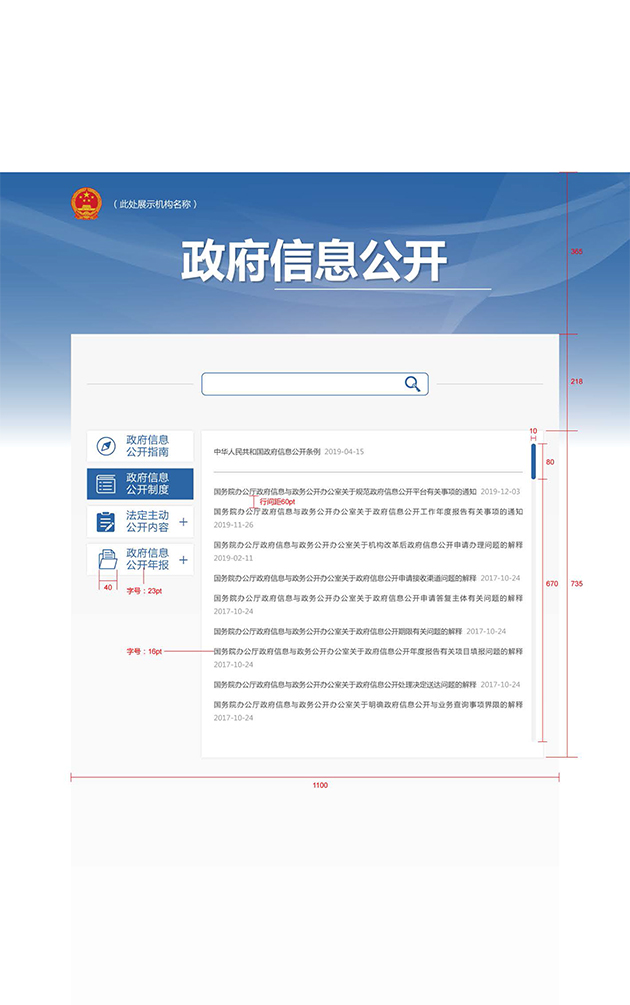 （此处展示机构名称）
政府信息公开
365
218
10
政府信息
公开指南
政府信息
公开制度
法定主动
公开内容
政府信息
公开年报
40
字号：23pt
字号：16pt
中华人民共和国政府信息公开条例 2019-04-15
国务院办公厅政府信息与政务公开办公室关于规范政府信息公开平台有关事项的通知 2019-12-03
行间距60pt
国务院办公厅政府信息与政务公开办公室关于政府信息公开工作年度报告有关事项的通知
2019-11-26
国务院办公厅政府信息与政务公开办公室关于机构改革后政府信息公开申请办理问题的解释
2019-02-11
国务院办公厅政府信息与政务公开办公室关于政府信息公开申请接收渠道问题的解释 2017-10-24
国务院办公厅政府信息与政务公开办公室关于政府信息公开申请答复主体有关问题的解释
2017-10-24
国务院办公厅政府信息与政务公开办公室关于政府信息公开期限有关问题的解释 2017-10-24
国务院办公厅政府信息与政务公开办公室关于政府信息公开年度报告有关项目填报问题的解释
2017-10-24
国务院办公厅政府信息与政务公开办公室关于政府信息公开处理决定送达问题的解释 2017-10-24
国务院办公厅政府信息与政务公开办公室关于明确政府信息公开与业务查询事项界限的解释
2017-10-24
80
670
735
1100